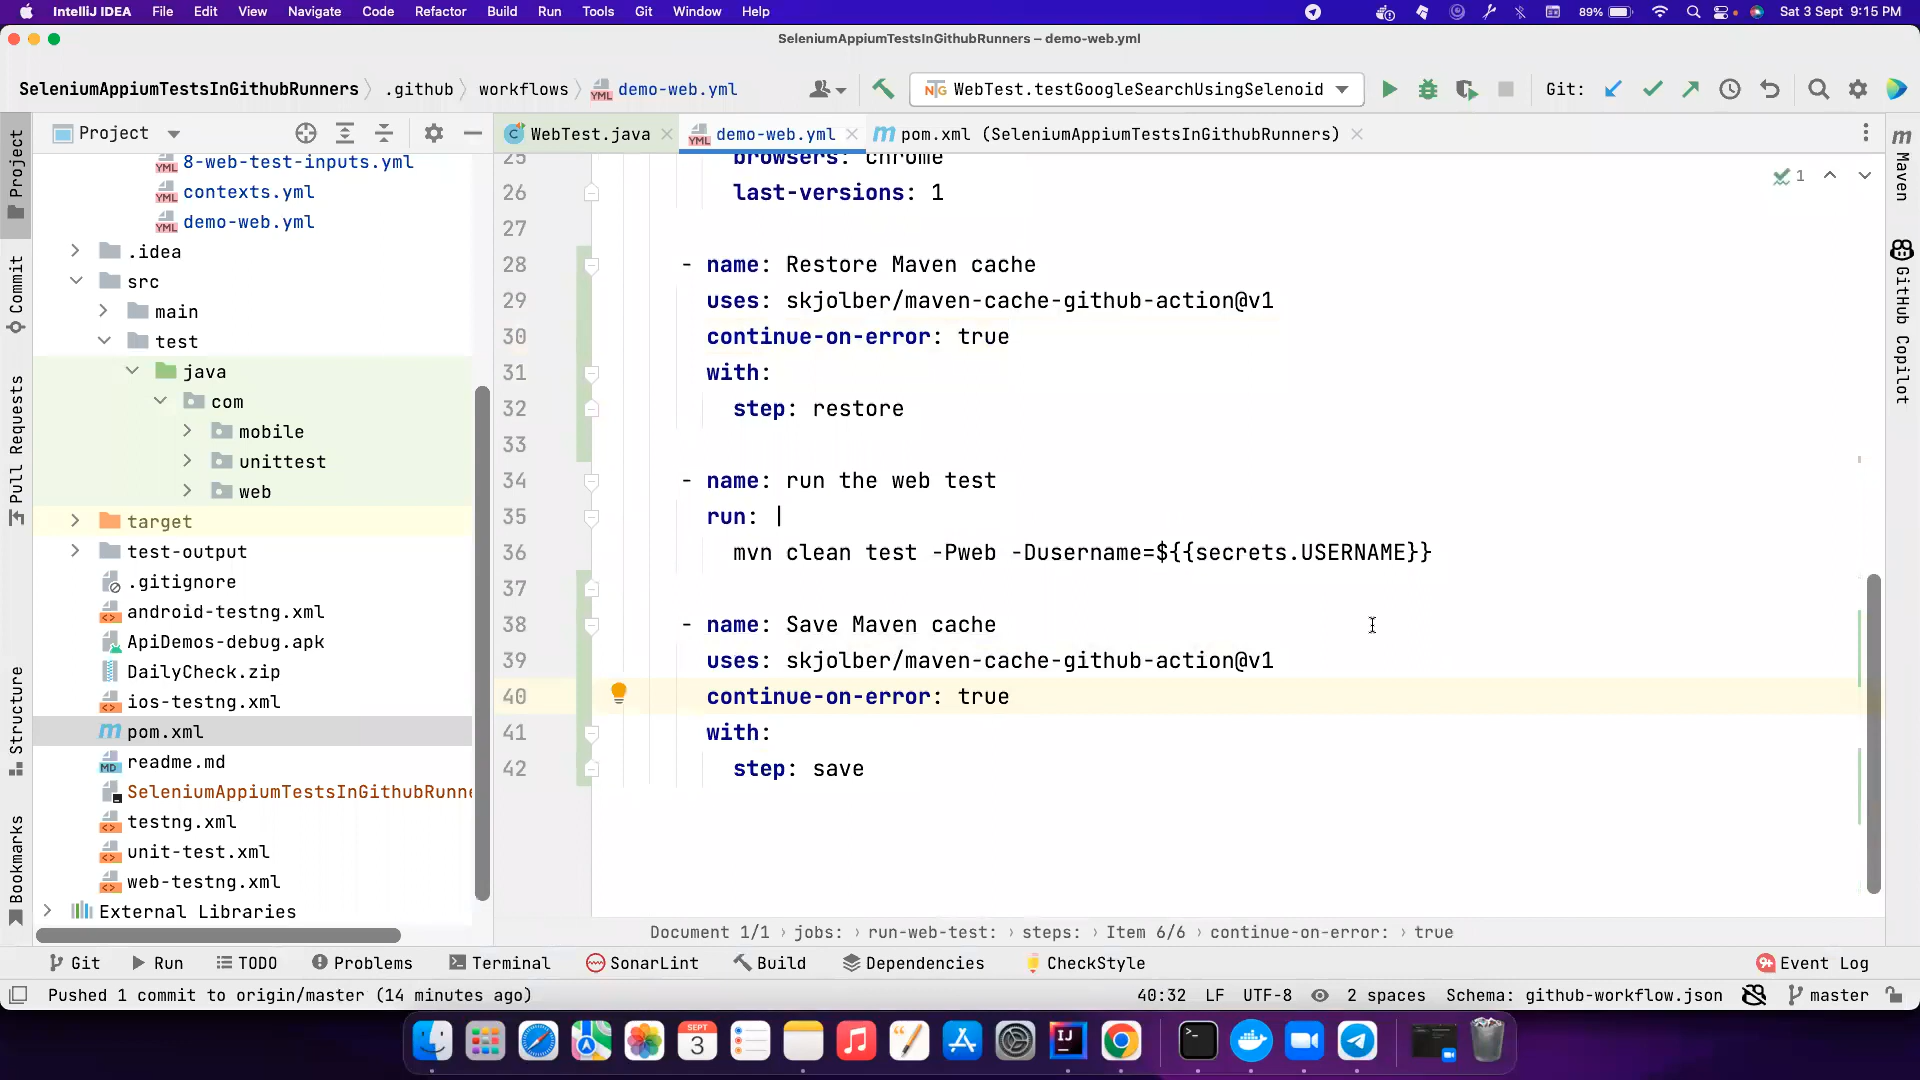 IntelliJ IDEA File Edit View Navigate Code Refactor Build Run Tools Git Window Help 89% Sat 3 Sept 9:15 PM
SeleniumAppiumTestsInGithubRunners – demo-web.yml
SeleniumAppiumTestsInGithubRunners .github workflows demo-web.yml WebTest.testGoogleSearchUsingSelenoid Git:
Project WebTest.java demo-web.yml pom.xml (SeleniumAppiumTestsInGithubRunners)
Project
Commit
Pull Requests
Structure
Bookmarks
8-web-test-inputs.yml
contexts.yml
demo-web.yml
.idea
src
main
test
java
com
mobile
unittest
web
target
test-output
.gitignore
android-testng.xml
ApiDemos-debug.apk
DailyCheck.zip
ios-testng.xml
pom.xml
readme.md
SeleniumAppiumTestsInGithubRunne
testng.xml
unit-test.xml
web-testng.xml
External Libraries
25 browsers: chrome
26 last-versions: 1
27
28 - name: Restore Maven cache
29 uses: skjolber/maven-cache-github-action@v1
30 continue-on-error: true
31 with:
32 step: restore
33
34 - name: run the web test
35 run: |
36 mvn clean test -Pweb -Dusername=${{secrets.USERNAME}}
37
38 - name: Save Maven cache
39 uses: skjolber/maven-cache-github-action@v1
40 continue-on-error: true
41 with:
42 step: save
1
Maven
GitHub Copilot
Document 1/1 › jobs: › run-web-test: › steps: › Item 6/6 › continue-on-error: › true
Git Run TODO Problems Terminal SonarLint Build Dependencies CheckStyle 9+ Event Log
Pushed 1 commit to origin/master (14 minutes ago) 40:32 LF UTF-8 2 spaces Schema: github-workflow.json master
SEPT
3
IJ